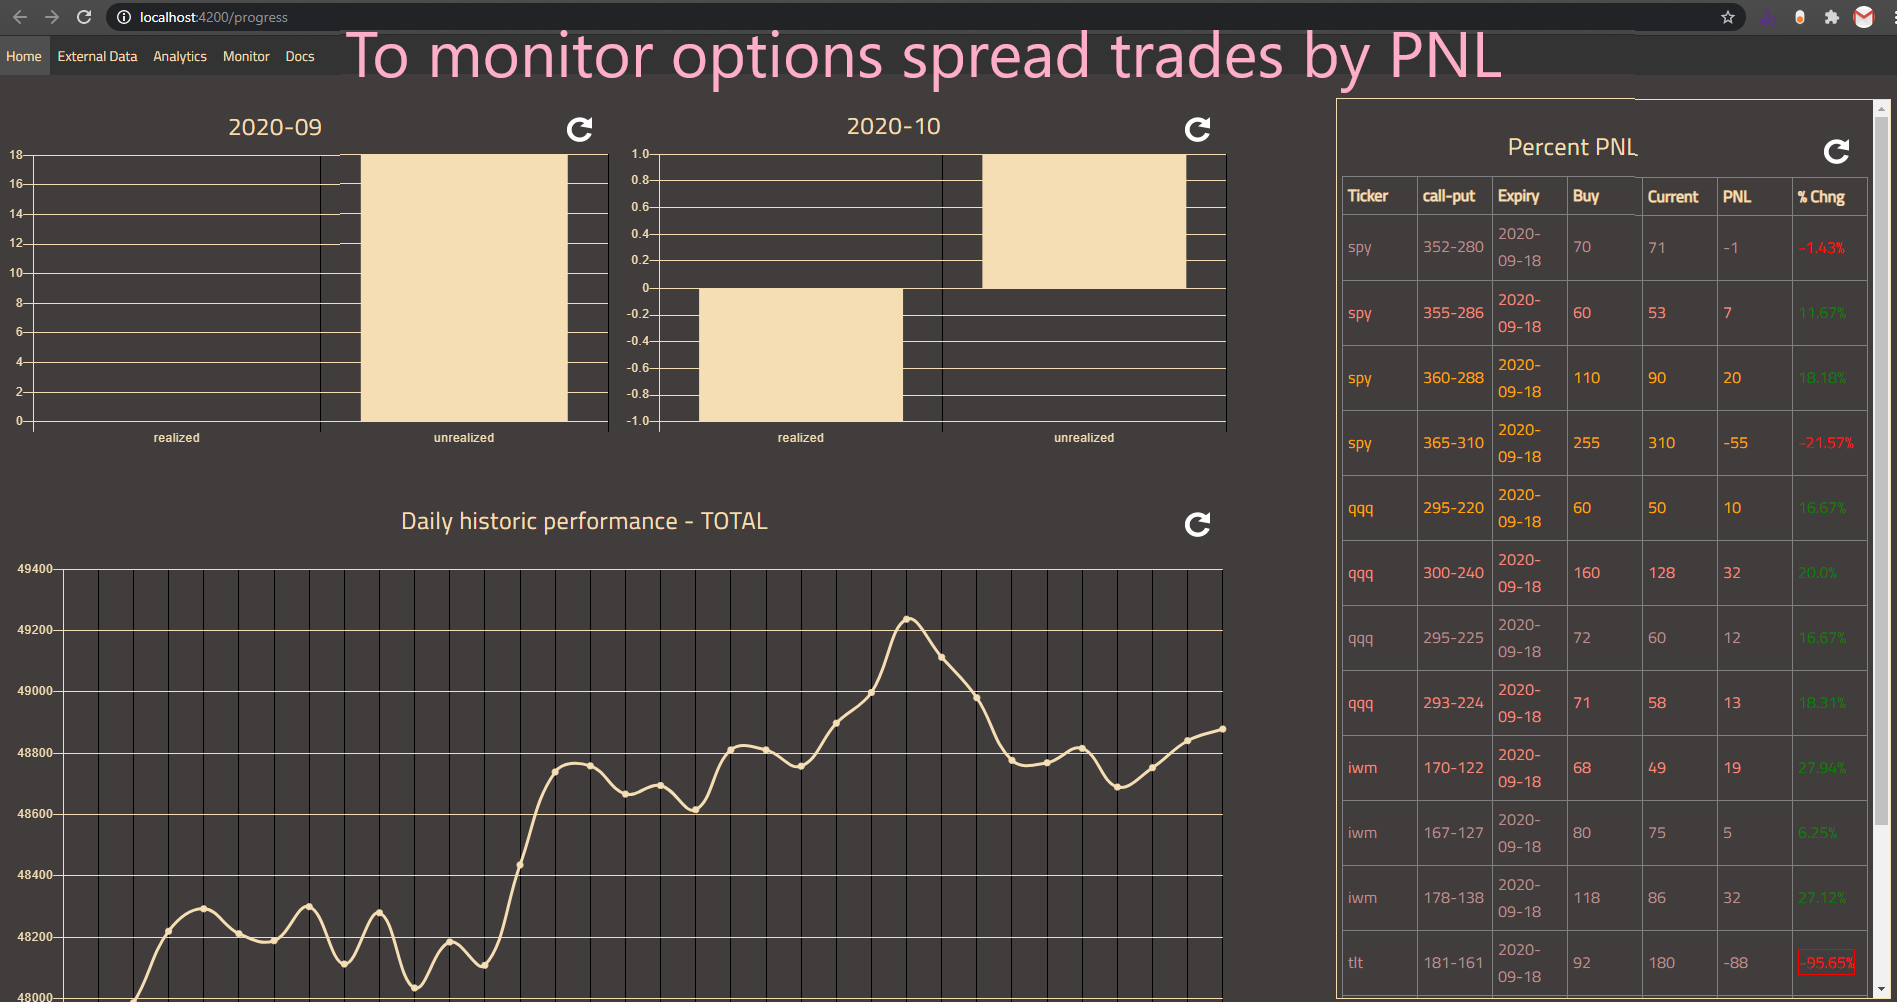 localhost:4200/progress
Home External Data Analytics Monitor Docs
To monitor options spread trades by PNL
2020-09
18
16
14
12
10
8
6
4
2
0
realized unrealized
2020-10
1.0
0.8
0.6
0.4
0.2
0
-0.2
-0.4
-0.6
-0.8
-1.0
realized unrealized
Daily historic performance - TOTAL
49400
49200
49000
48800
48600
48400
48200
48000
Percent PNL
Ticker call-put Expiry Buy Current PNL % Chng
spy 352-280 2020-09-18 70 71 -1 -1.43%
spy 355-286 2020-09-18 60 53 7 11.67%
spy 360-288 2020-09-18 110 90 20 18.18%
spy 365-310 2020-09-18 255 310 -55 -21.57%
qqq 295-220 2020-09-18 60 50 10 16.67%
qqq 300-240 2020-09-18 160 128 32 20.0%
qqq 295-225 2020-09-18 72 60 12 16.67%
qqq 293-224 2020-09-18 71 58 13 18.31%
iwm 170-122 2020-09-18 68 49 19 27.94%
iwm 167-127 2020-09-18 80 75 5 6.25%
iwm 178-138 2020-09-18 118 86 32 27.12%
tlt 181-161 2020-09-18 92 180 -88 -95.65%